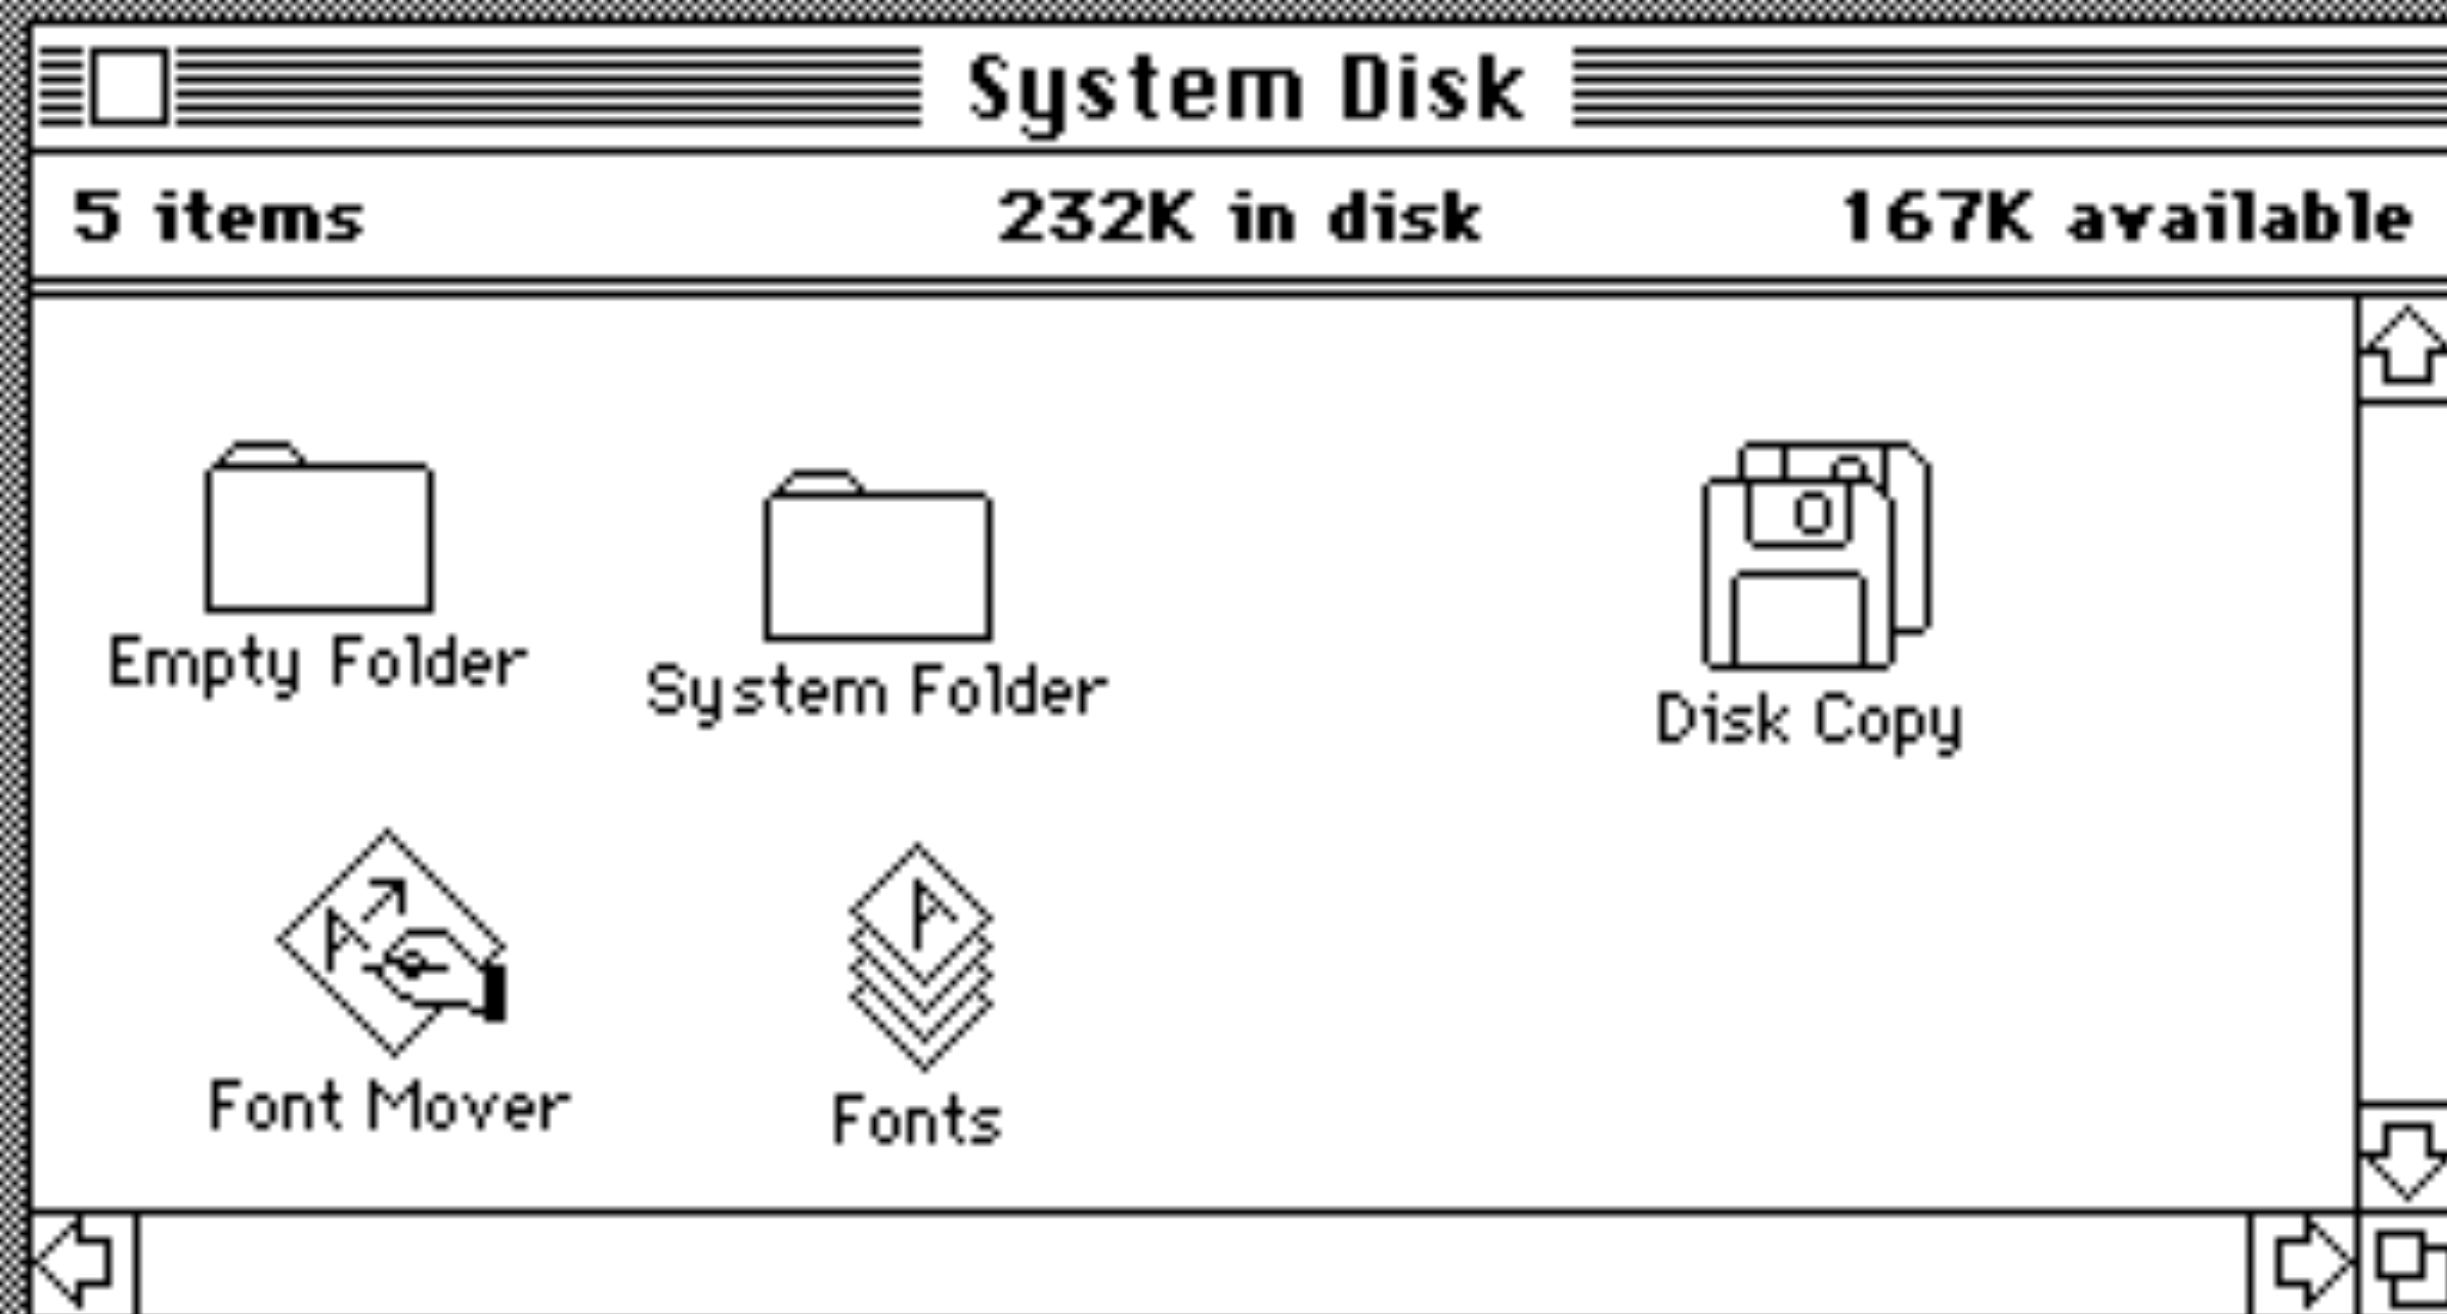 System Disk
5 items 232K in disk 167K available
Empty Folder
System Folder
Disk Copy
Font Mover
Fonts